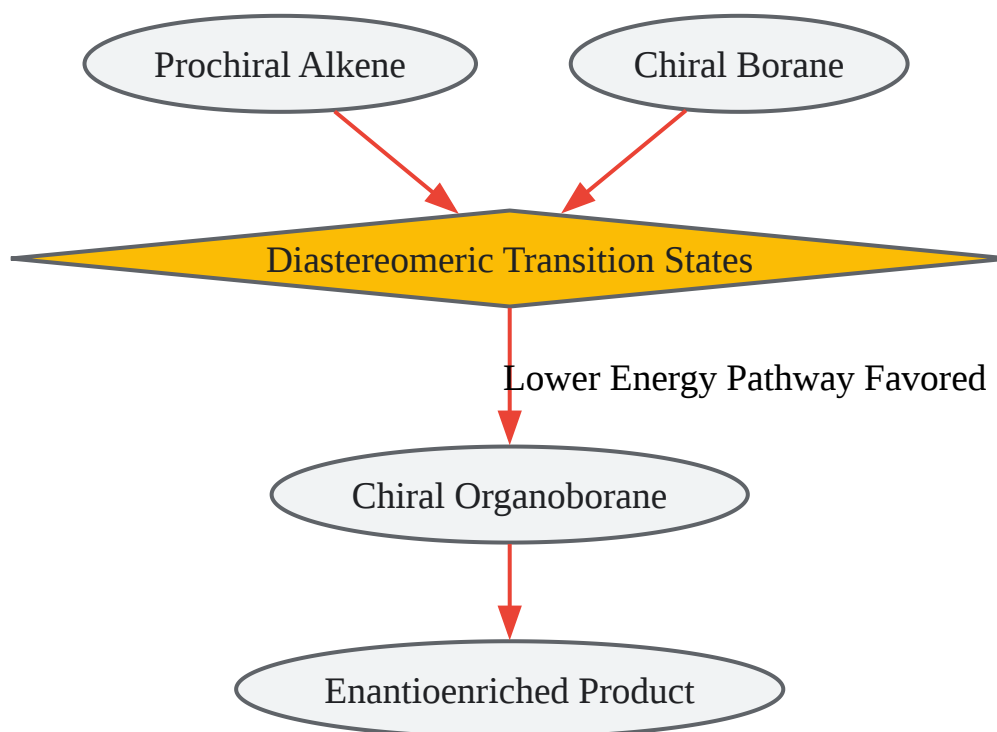 Prochiral Alkene
Chiral Borane
Diastereomeric Transition States
Lower Energy Pathway Favored
Chiral Organoborane
Enantioenriched Product